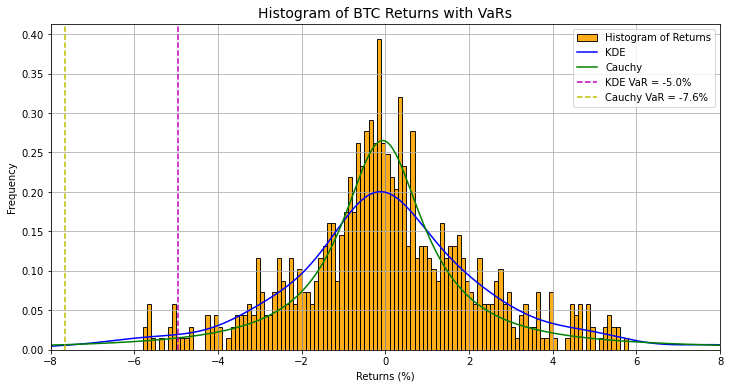 Histogram of BTC Returns with VaRs
Histogram of Returns
KDE
Cauchy
KDE VaR = -5.0%
Cauchy VaR = -7.6%
Frequency
0.40
0.35
0.30
0.25
0.20
0.15
0.10
0.05
0.00
−8 −6 −4 −2 0 2 4 6 8
Returns (%)